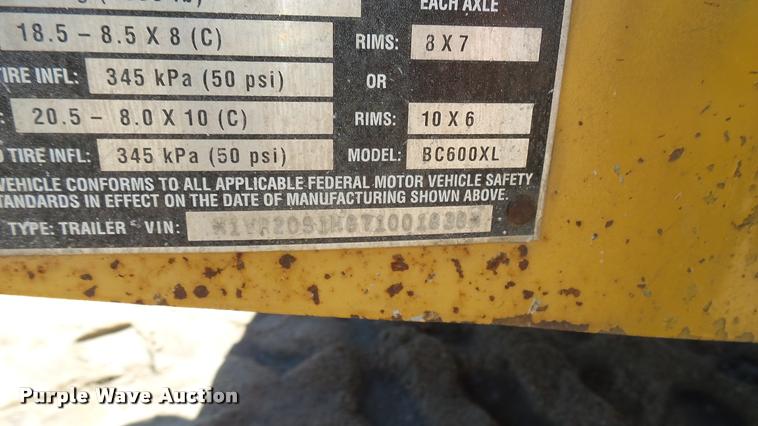 EACH AXLE
18.5 – 8.5 X 8 (C) RIMS: 8 X 7
TIRE INFL: 345 kPa (50 psi) OR
20.5 – 8.0 X 10 (C) RIMS: 10 X 6
TIRE INFL: 345 kPa (50 psi) MODEL: BC600XL
VEHICLE CONFORMS TO ALL APPLICABLE FEDERAL MOTOR VEHICLE SAFETY
STANDARDS IN EFFECT ON THE DATE OF MANUFACTURING SHOWN ABOVE.
TYPE: TRAILER VIN:
Purple Wave Auction